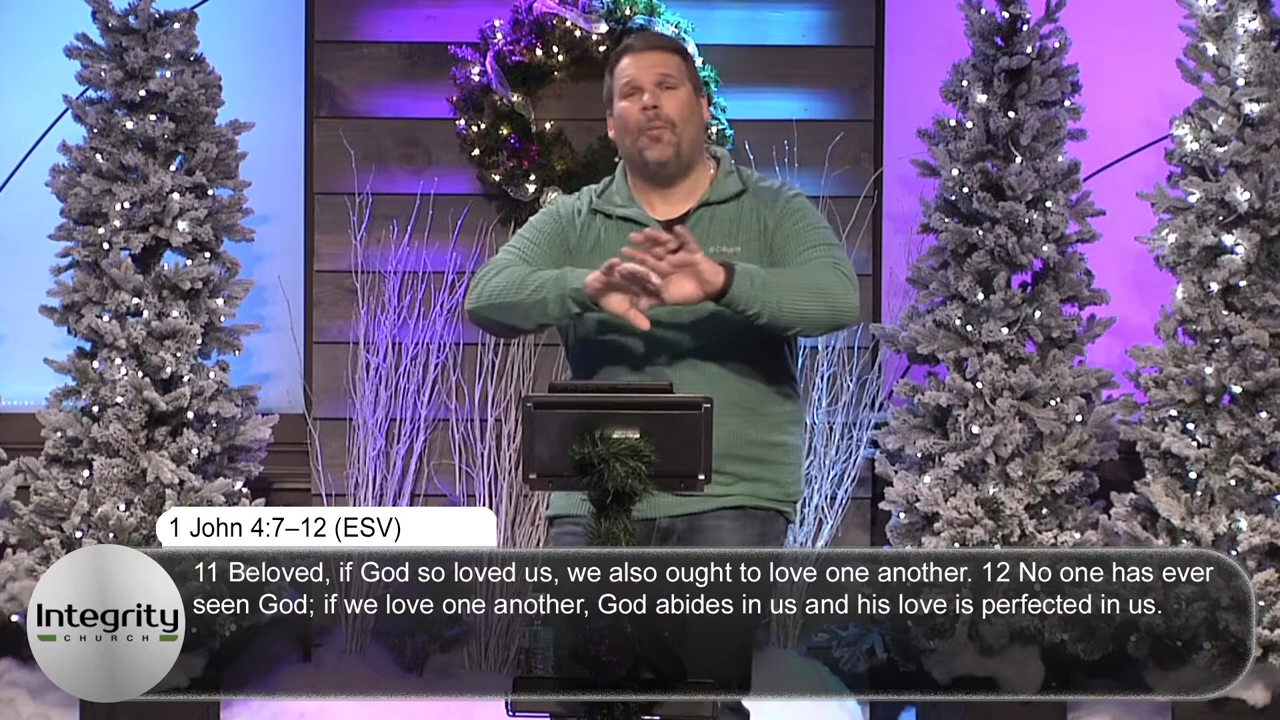 1 John 4:7–12 (ESV)
11 Beloved, if God so loved us, we also ought to love one another. 12 No one has ever
seen God; if we love one another, God abides in us and his love is perfected in us.
Integrity
CHURCH